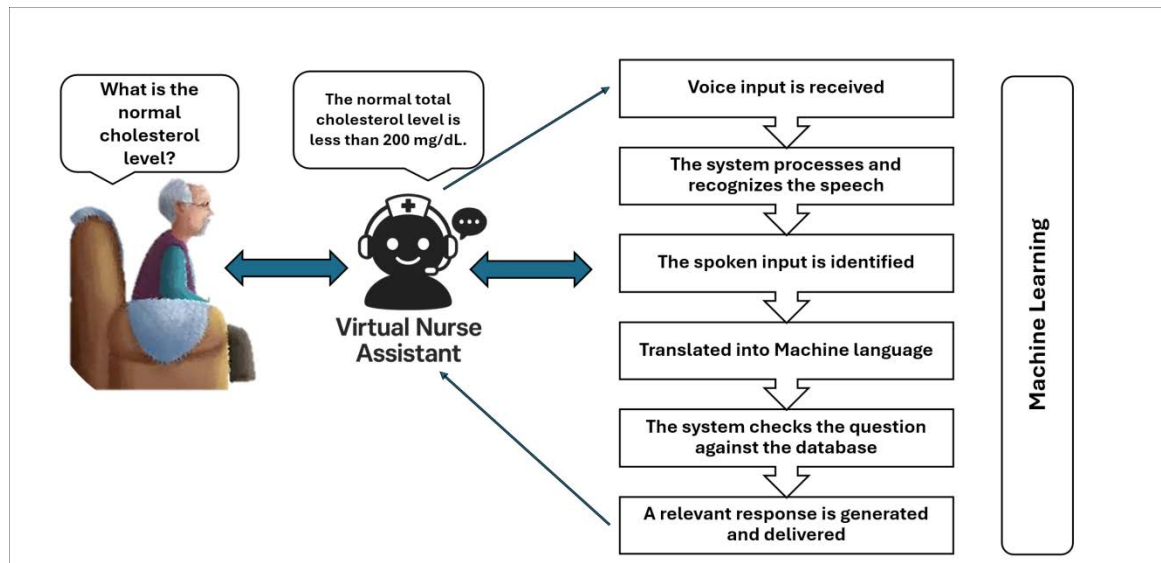 What is the
normal
cholesterol
level?
The normal total
cholesterol level is
less than 200 mg/dL.
Virtual Nurse
Assistant
Voice input is received
The system processes and
recognizes the speech
The spoken input is identified
Translated into Machine language
The system checks the question
against the database
A relevant response is generated
and delivered
Machine Learning